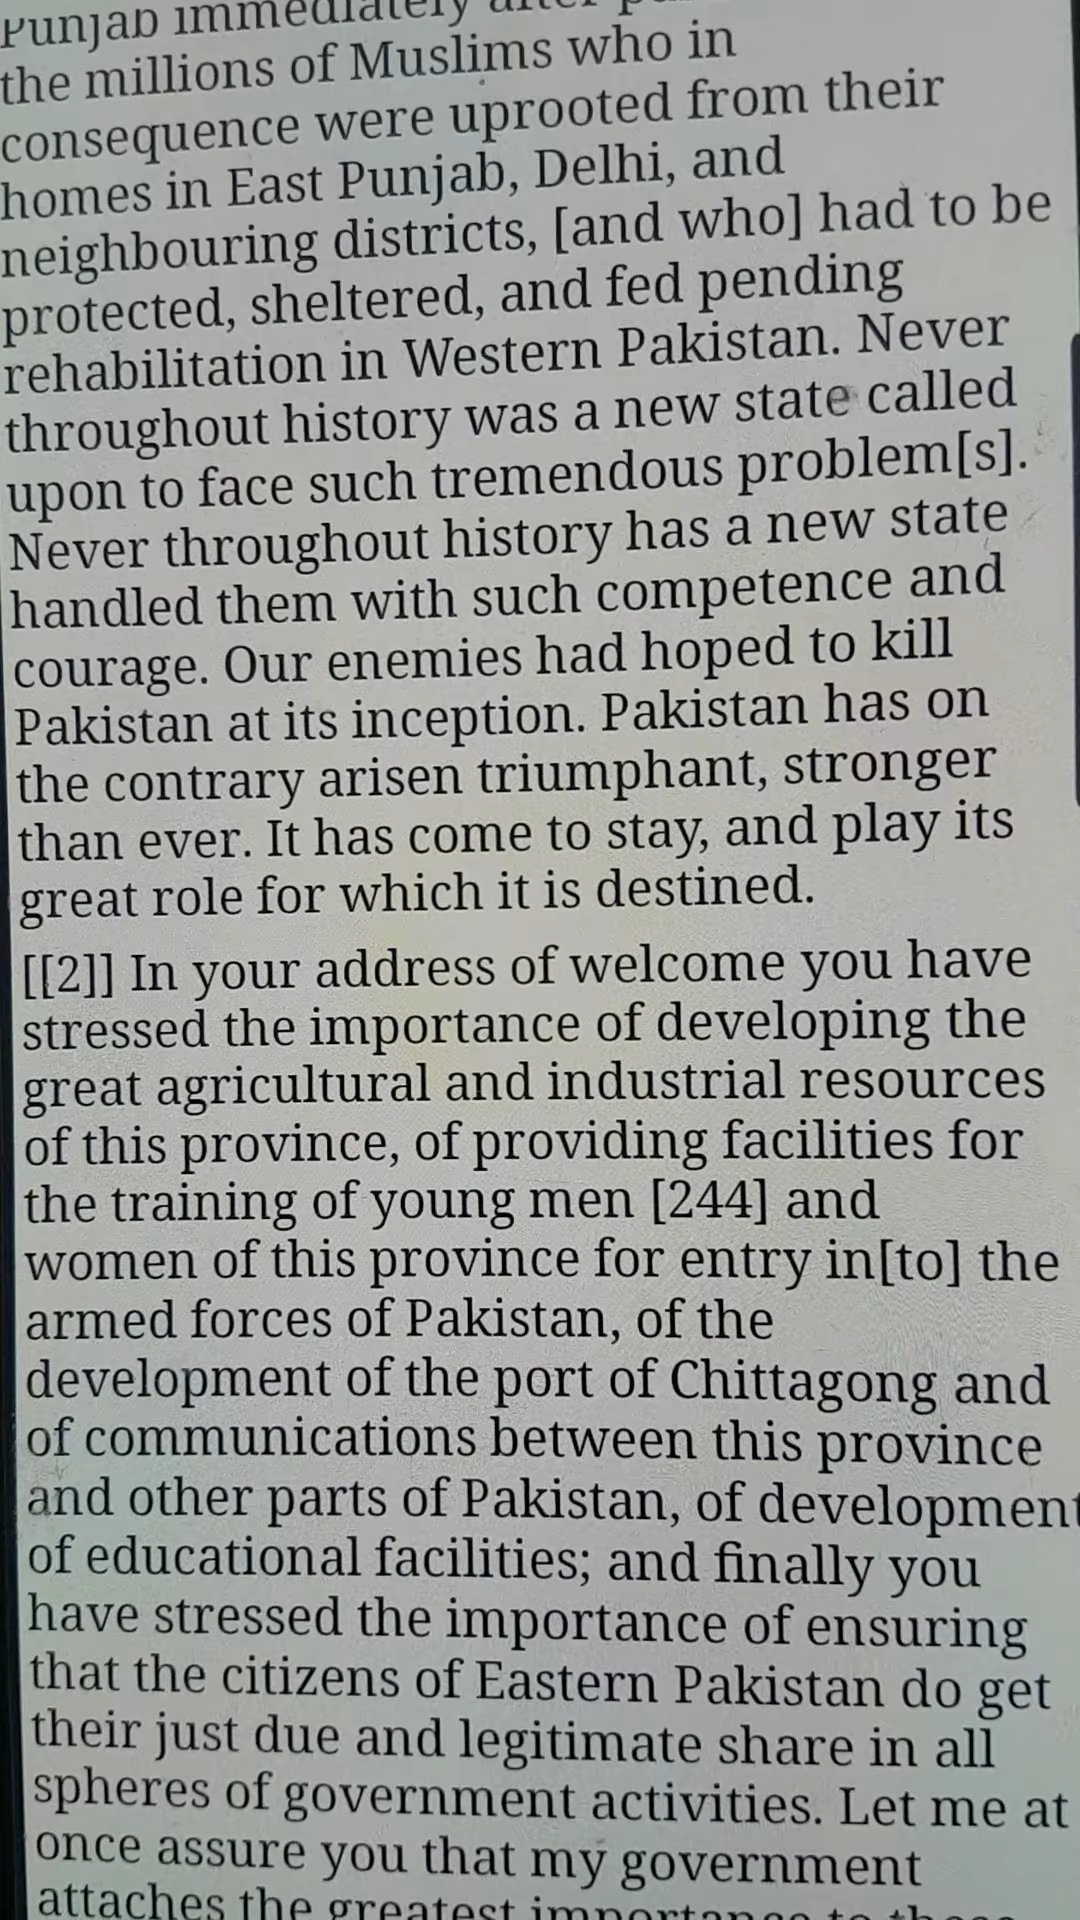 Punjab immediately after
the millions of Muslims who in
consequence were uprooted from their
homes in East Punjab, Delhi, and
neighbouring districts, [and who] had to be
protected, sheltered, and fed pending
rehabilitation in Western Pakistan. Never
throughout history was a new state called
upon to face such tremendous problem[s].
Never throughout history has a new state
handled them with such competence and
courage. Our enemies had hoped to kill
Pakistan at its inception. Pakistan has on
the contrary arisen triumphant, stronger
than ever. It has come to stay, and play its
great role for which it is destined.
[[2]] In your address of welcome you have
stressed the importance of developing the
great agricultural and industrial resources
of this province, of providing facilities for
the training of young men [244] and
women of this province for entry in[to] the
armed forces of Pakistan, of the
development of the port of Chittagong and
of communications between this province
and other parts of Pakistan, of development
of educational facilities; and finally you
have stressed the importance of ensuring
that the citizens of Eastern Pakistan do get
their just due and legitimate share in all
spheres of government activities. Let me at
once assure you that my government
attaches the greatest importance to